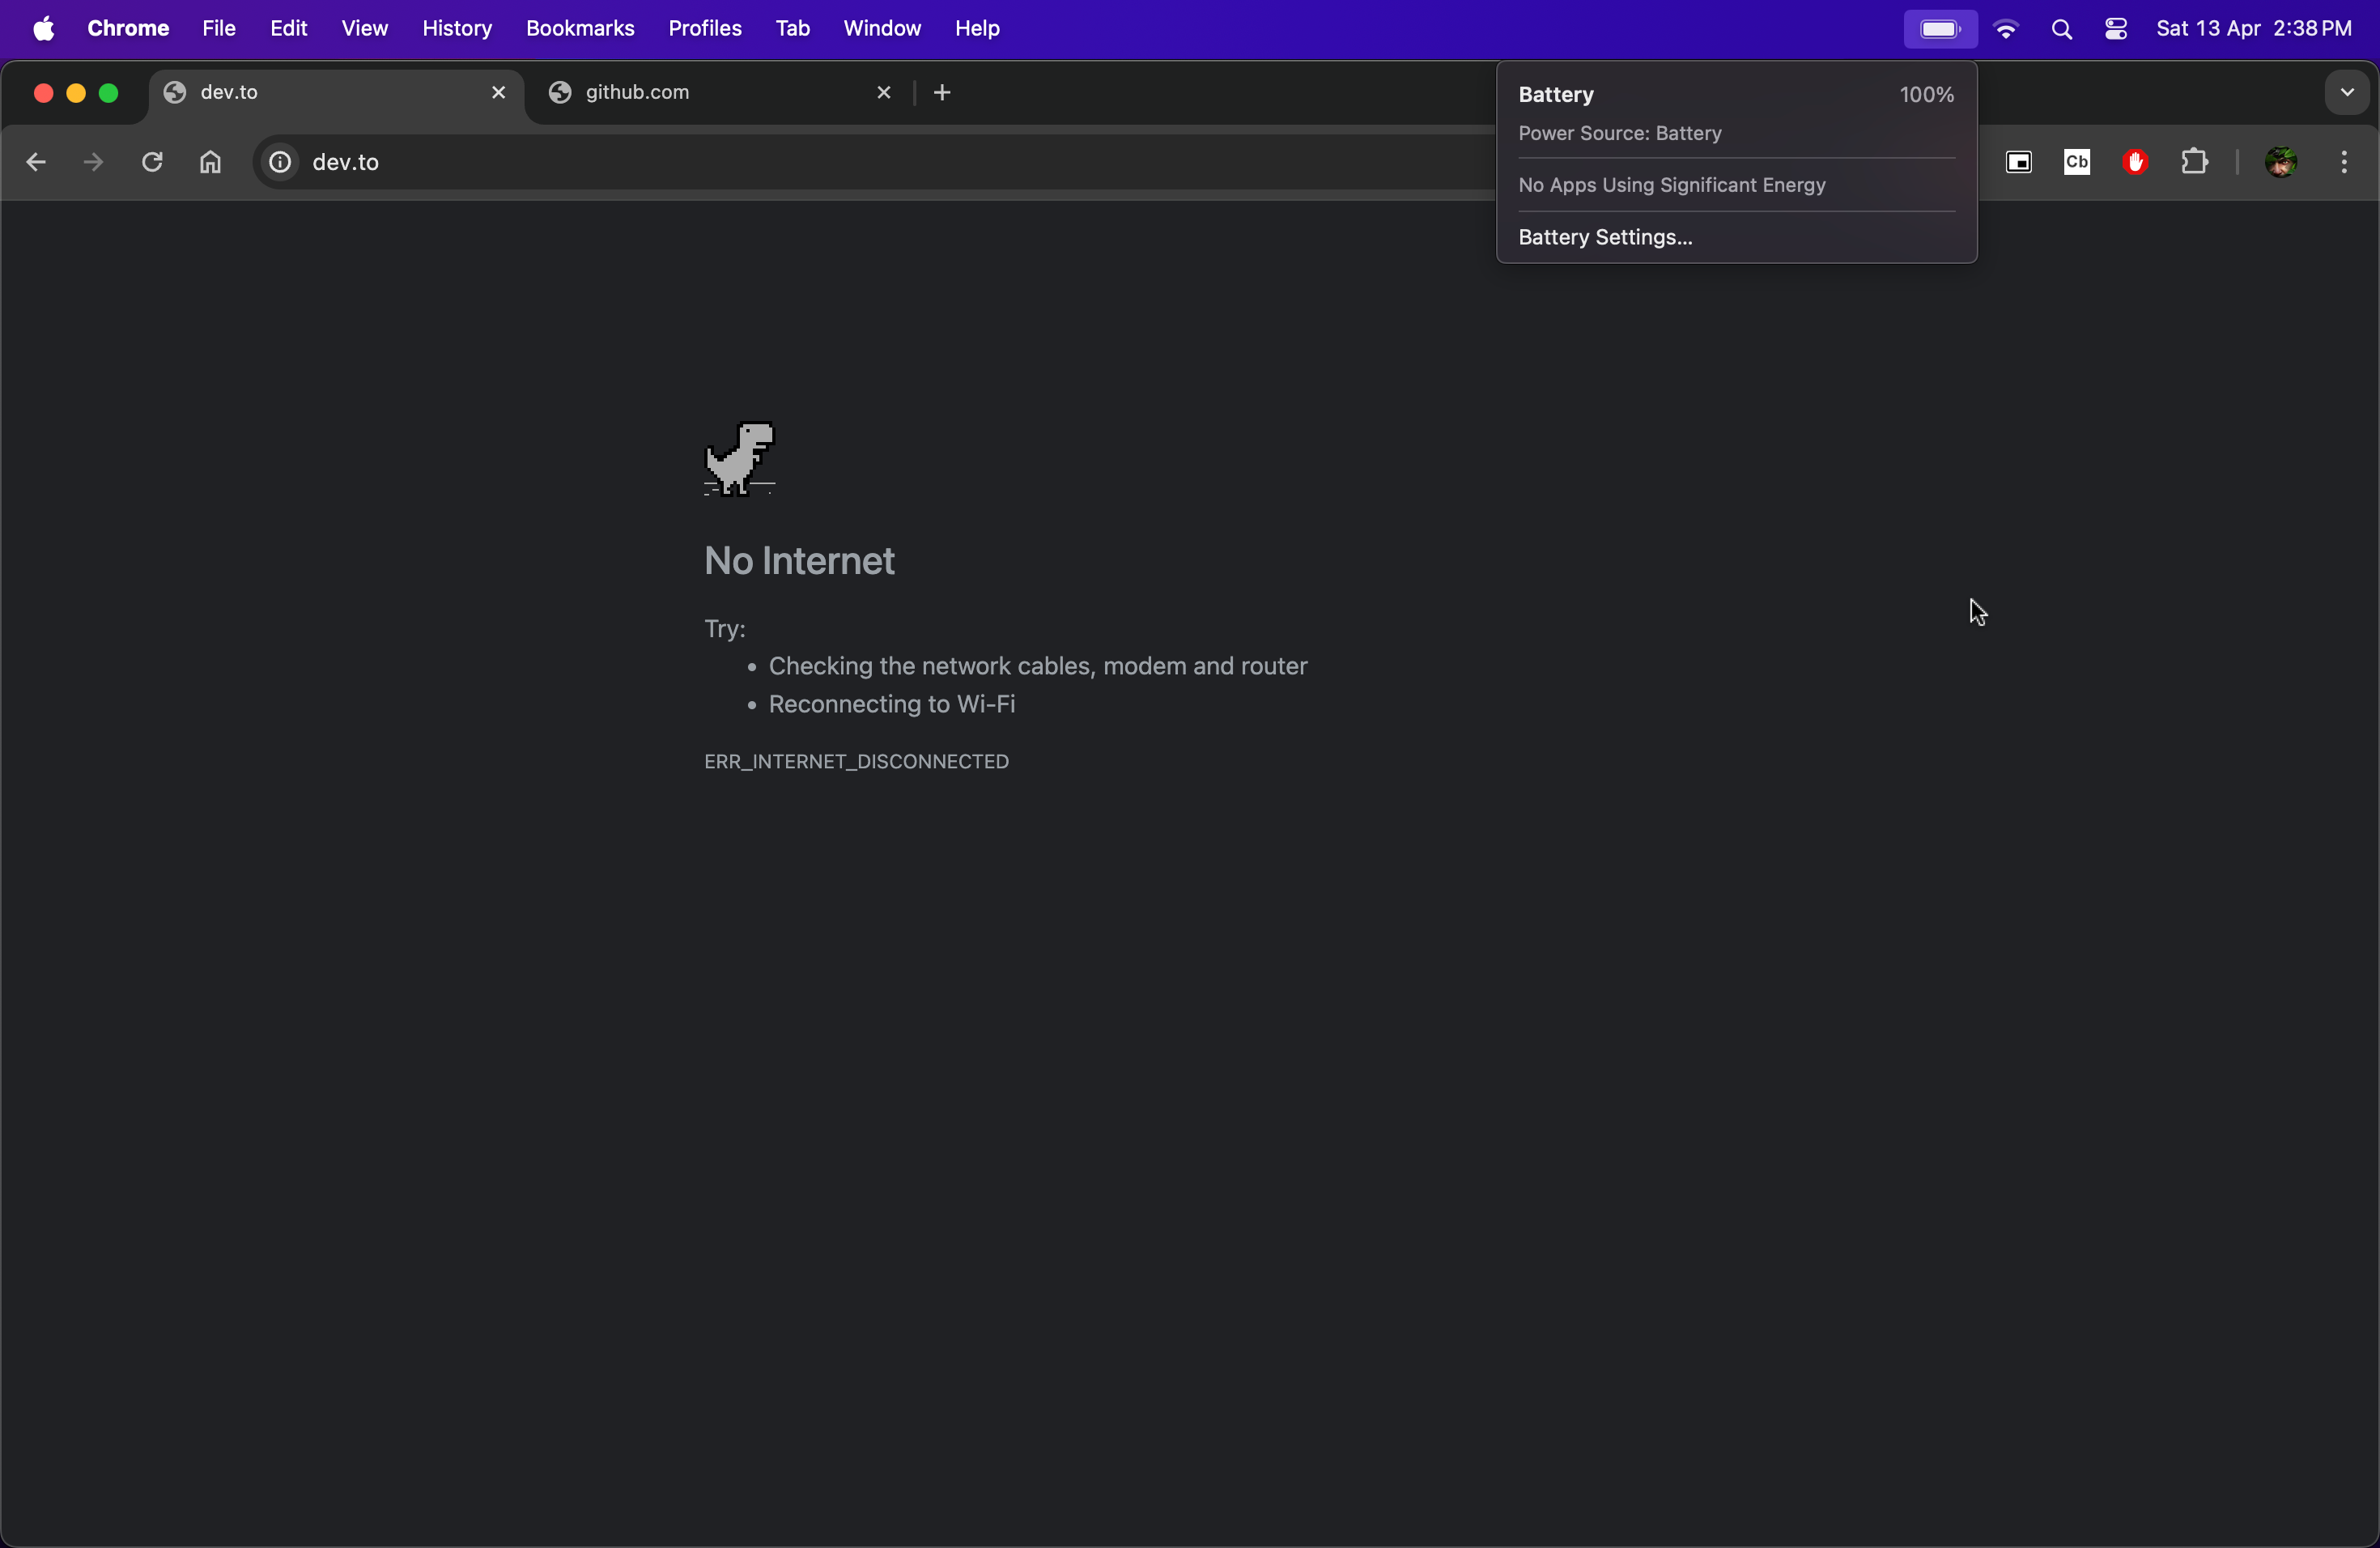 Chrome File Edit View History Bookmarks Profiles Tab Window Help Sat 13 Apr 2:38 PM
dev.to github.com
dev.to Cb
Battery 100%
Power Source: Battery
No Apps Using Significant Energy
Battery Settings...
No Internet
Try:
• Checking the network cables, modem and router
• Reconnecting to Wi-Fi
ERR_INTERNET_DISCONNECTED